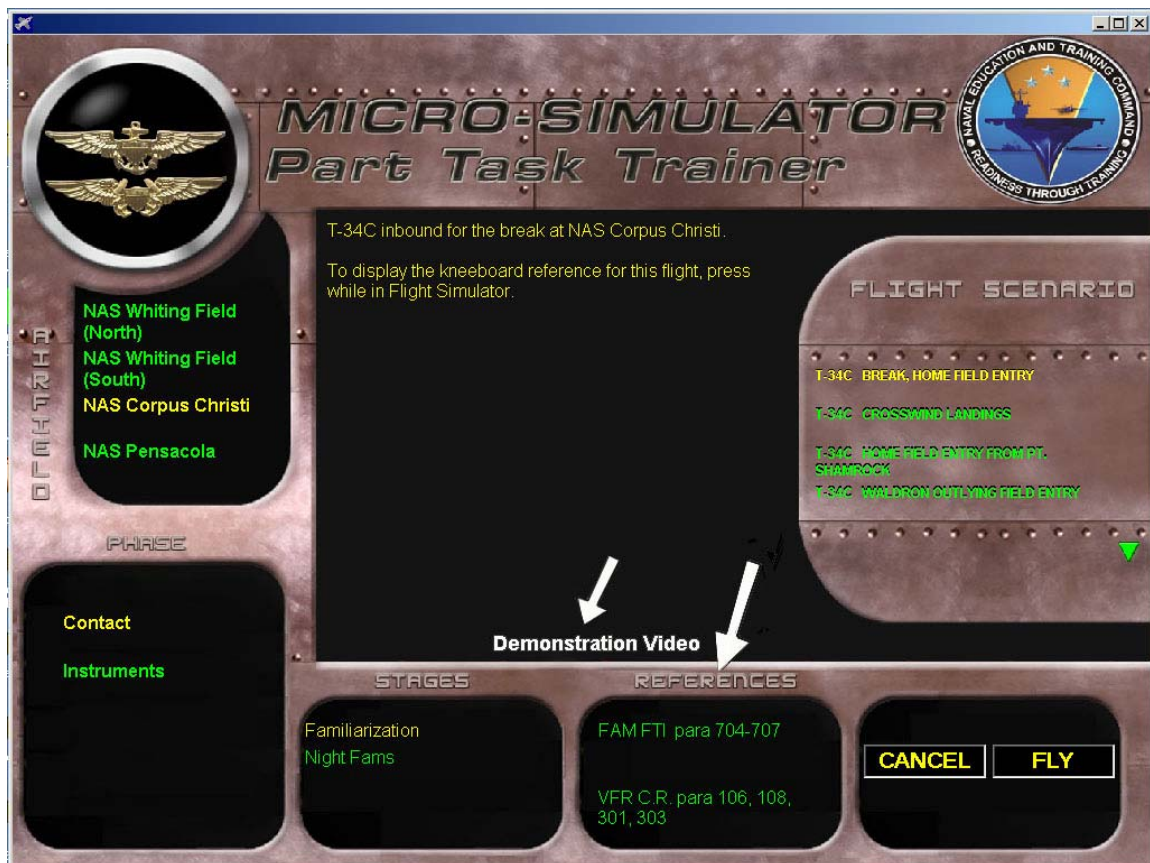 MICRO-SIMULATOR
Part Task Trainer
NAVAL EDUCATION AND TRAINING COMMAND
READINESS THROUGH TRAINING
T-34C inbound for the break at NAS Corpus Christi.
To display the kneeboard reference for this flight, press
while in Flight Simulator.
AIRFIELD
NAS Whiting Field
(North)
NAS Whiting Field
(South)
NAS Corpus Christi
NAS Pensacola
FLIGHT SCENARIO
T-34C BREAK, HOME FIELD ENTRY
T-34C CROSSWIND LANDINGS
T-34C HOME FIELD ENTRY FROM PT.
SHAMROCK
T-34C WALDRON OUTLYING FIELD ENTRY
PHASE
Contact
Instruments
Demonstration Video
STAGES
Familiarization
Night Fams
REFERENCES
FAM FTI para 704-707
VFR C.R. para 106, 108,
301, 303
CANCEL
FLY